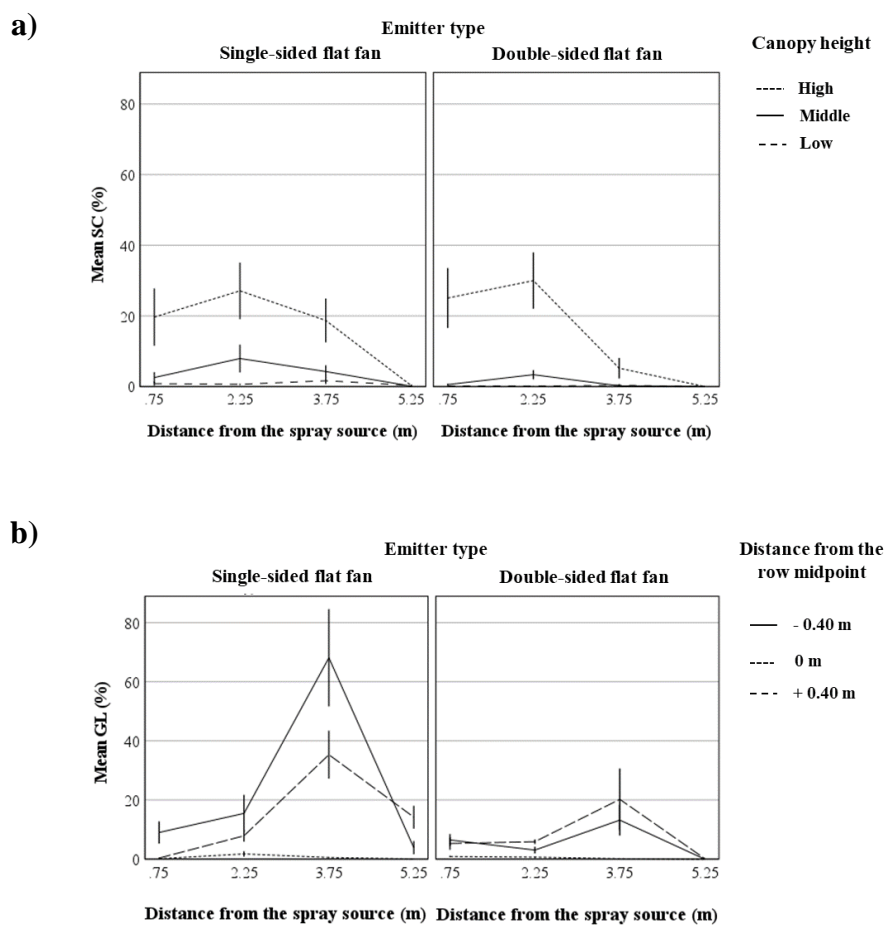 a)
Emitter type
Single-sided flat fan
Double-sided flat fan
Canopy height
High
Middle
Low
Mean SC (%)
80
60
40
20
0
.75 2.25 3.75 5.25
.75 2.25 3.75 5.25
Distance from the spray source (m)
Distance from the spray source (m)
b)
Emitter type
Single-sided flat fan
Double-sided flat fan
Distance from the
row midpoint
- 0.40 m
0 m
+ 0.40 m
Mean GL (%)
80
60
40
20
0
.75 2.25 3.75 5.25
.75 2.25 3.75 5.25
Distance from the spray source (m)
Distance from the spray source (m)